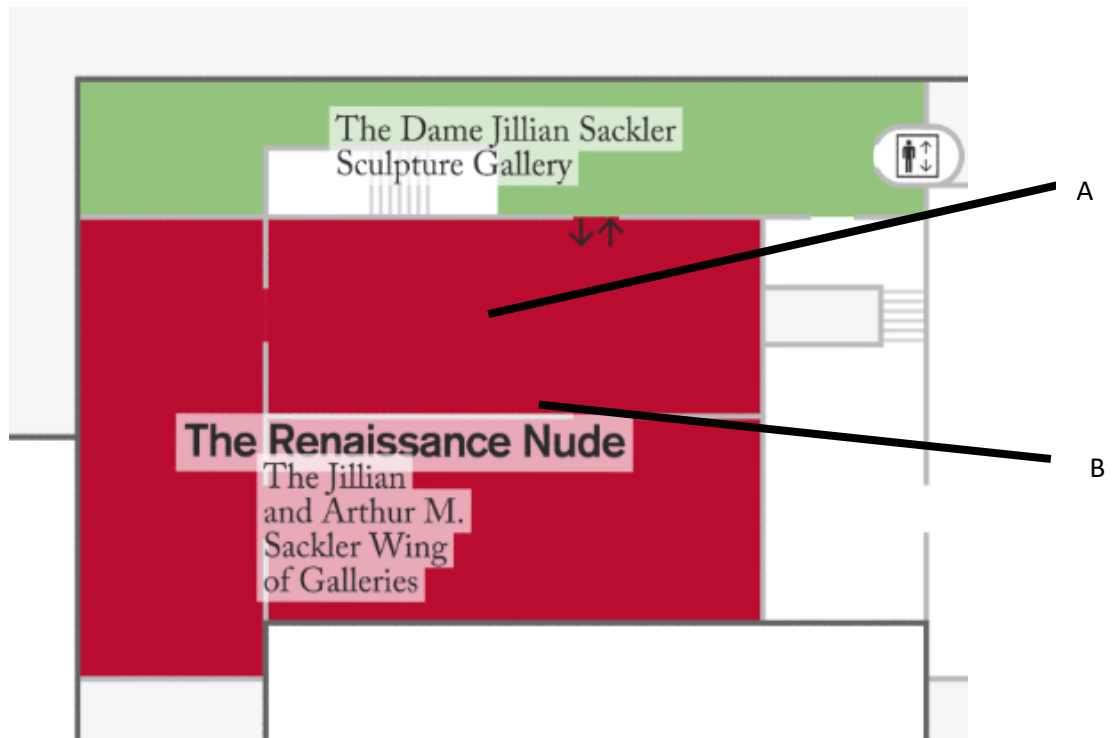 The Dame Jillian Sackler
Sculpture Gallery
A
The Renaissance Nude
B
The Jillian
and Arthur M.
Sackler Wing
of Galleries